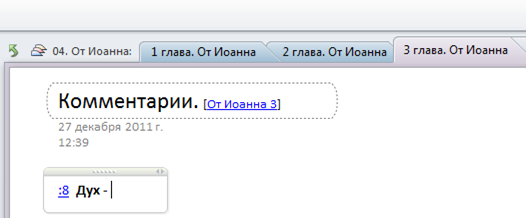 04. От Иоанна: 1 глава. От Иоанна 2 глава. От Иоанна 3 глава. От Иоанна
Комментарии. [От Иоанна 3]
27 декабря 2011 г.
12:39
:8 Дух -